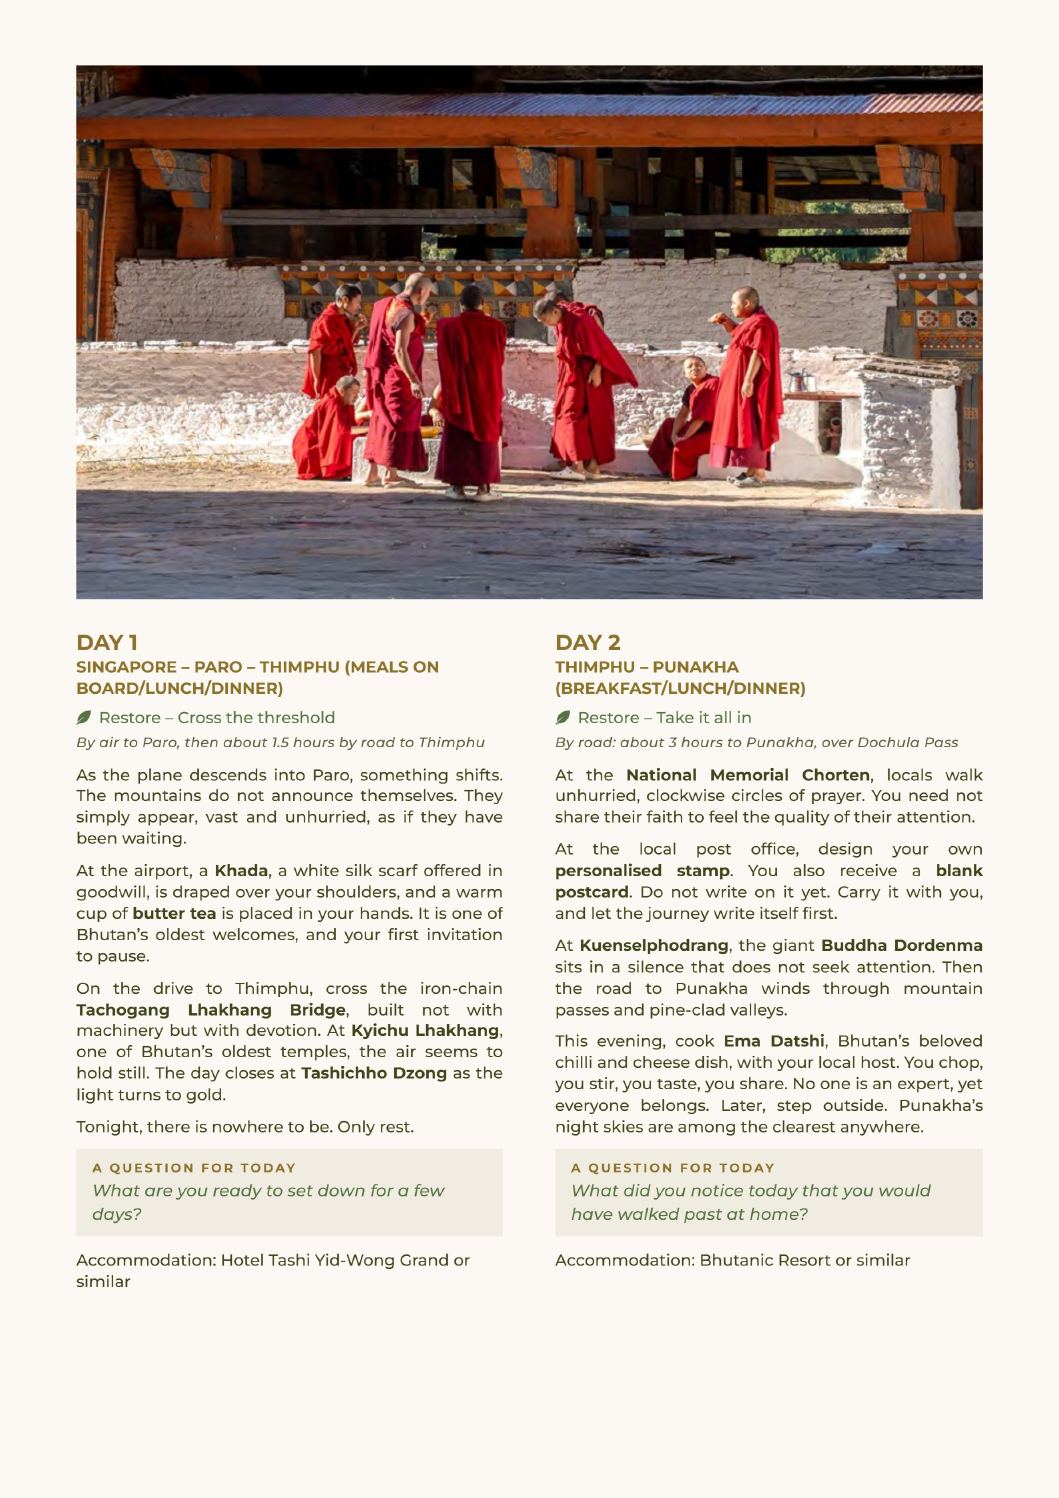 DAY 1
SINGAPORE – PARO – THIMPHU (MEALS ON
BOARD/LUNCH/DINNER)
Restore – Cross the threshold
By air to Paro, then about 1.5 hours by road to Thimphu
As the plane descends into Paro, something shifts.
The mountains do not announce themselves. They
simply appear, vast and unhurried, as if they have
been waiting.
At the airport, a Khada, a white silk scarf offered in
goodwill, is draped over your shoulders, and a warm
cup of butter tea is placed in your hands. It is one of
Bhutan's oldest welcomes, and your first invitation
to pause.
On the drive to Thimphu, cross the iron-chain
Tachogang Lhakhang Bridge, built not with
machinery but with devotion. At Kyichu Lhakhang,
one of Bhutan's oldest temples, the air seems to
hold still. The day closes at Tashichho Dzong as the
light turns to gold.
Tonight, there is nowhere to be. Only rest.
A QUESTION FOR TODAY
What are you ready to set down for a few
days?
Accommodation: Hotel Tashi Yid-Wong Grand or
similar
DAY 2
THIMPHU – PUNAKHA
(BREAKFAST/LUNCH/DINNER)
Restore – Take it all in
By road: about 3 hours to Punakha, over Dochula Pass
At the National Memorial Chorten, locals walk
unhurried, clockwise circles of prayer. You need not
share their faith to feel the quality of their attention.
At the local post office, design your own
personalised stamp. You also receive a blank
postcard. Do not write on it yet. Carry it with you,
and let the journey write itself first.
At Kuenselphodrang, the giant Buddha Dordenma
sits in a silence that does not seek attention. Then
the road to Punakha winds through mountain
passes and pine-clad valleys.
This evening, cook Ema Datshi, Bhutan's beloved
chilli and cheese dish, with your local host. You chop,
you stir, you taste, you share. No one is an expert, yet
everyone belongs. Later, step outside. Punakha's
night skies are among the clearest anywhere.
A QUESTION FOR TODAY
What did you notice today that you would
have walked past at home?
Accommodation: Bhutanic Resort or similar